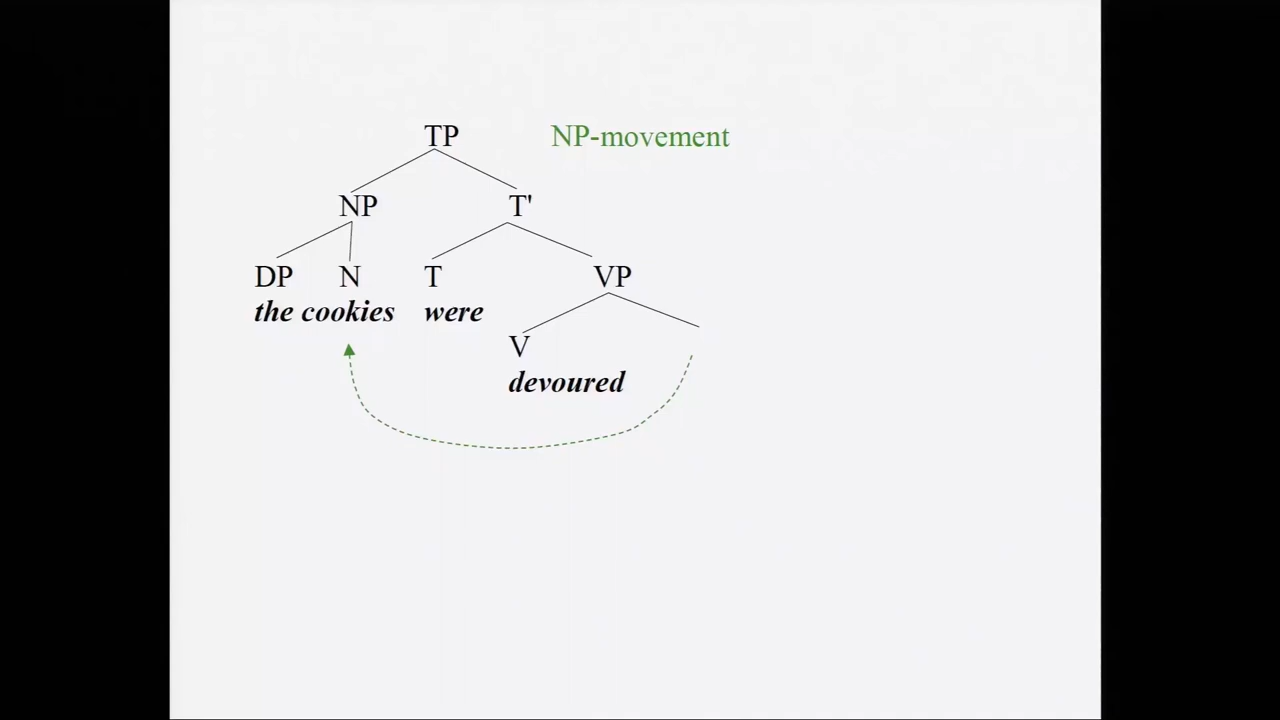 TP NP-movement
NP T'
DP N T VP
the cookies were
V
devoured